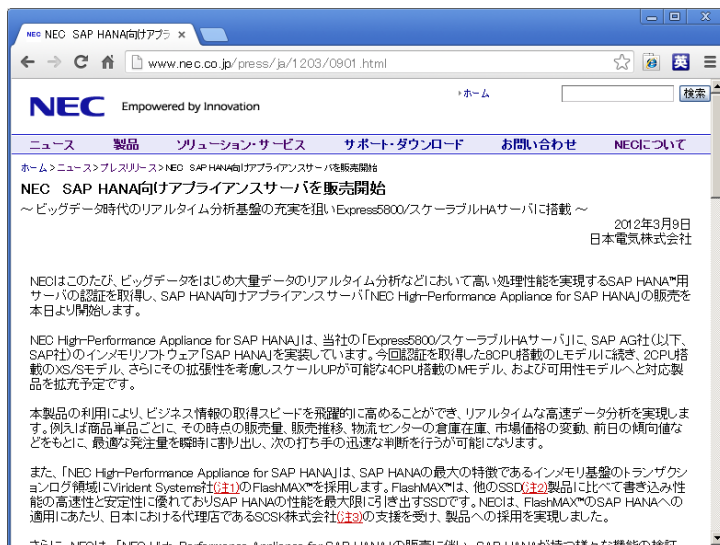 NEC NEC SAP HANA向けアプラ
www.nec.co.jp/press/ja/1203/0901.html
英
NEC Empowered by Innovation
ホーム
検索
ニュース 製品 ソリューション・サービス サポート・ダウンロード お問い合わせ NECについて
ホーム>ニュース>プレスリリース>NEC SAP HANA向けアプライアンスサーバを販売開始
NEC SAP HANA向けアプライアンスサーバを販売開始
～ビッグデータ時代のリアルタイム分析基盤の充実を狙いExpress5800/スケーラブルHAサーバに搭載～
2012年3月9日
日本電気株式会社
NECはこのたび、ビッグデータをはじめ大量データのリアルタイム分析などにおいて高い処理性能を実現するSAP HANA™用
サーバの認証を取得し、SAP HANA向けアプライアンスサーバ「NEC High-Performance Appliance for SAP HANA」の販売を
本日より開始します。
NEC High-Performance Appliance for SAP HANA」は、当社の「Express5800/スケーラブルHAサーバ」に、SAP AG社(以下、
SAP社)のインメモリソフトウェア「SAP HANA」を実装しています。今回認証を取得した8CPU搭載のLモデルに続き、2CPU搭
載のXS/Sモデル、さらにその拡張性を考慮しスケールUPが可能な4CPU搭載のMモデル、および可用性モデルへと対応製
品を拡充予定です。
本製品の利用により、ビジネス情報の取得スピードを飛躍的に高めることができ、リアルタイムな高速データ分析を実現しま
す。例えば商品単品ごとに、その時点の販売量、販売推移、物流センターの倉庫在庫、市場価格の変動、前日の傾向値な
どをもとに、最適な発注量を瞬時に割り出し、次の打ち手の迅速な判断を行うが可能になります。
また、「NEC High-Performance Appliance for SAP HANA」は、SAP HANAの最大の特徴であるインメモリ基盤のトランザクシ
ョンログ領域にVirident Systems社(注1)のFlashMAX™を採用します。FlashMAX™は、他のSSD(注2)製品に比べて書き込み性
能の高速性と安定性に優れておりSAP HANAの性能を最大限に引き出すSSDです。NECは、FlashMAX™のSAP HANAへの
適用にあたり、日本における代理店であるSCSK株式会社(注3)の支援を受け、製品への採用を実現しました。
さらに、NECは、「NEC High-Performance Appliance for SAP HANA」の販売に伴い、SAP HANAが持つ様々な機能の検証